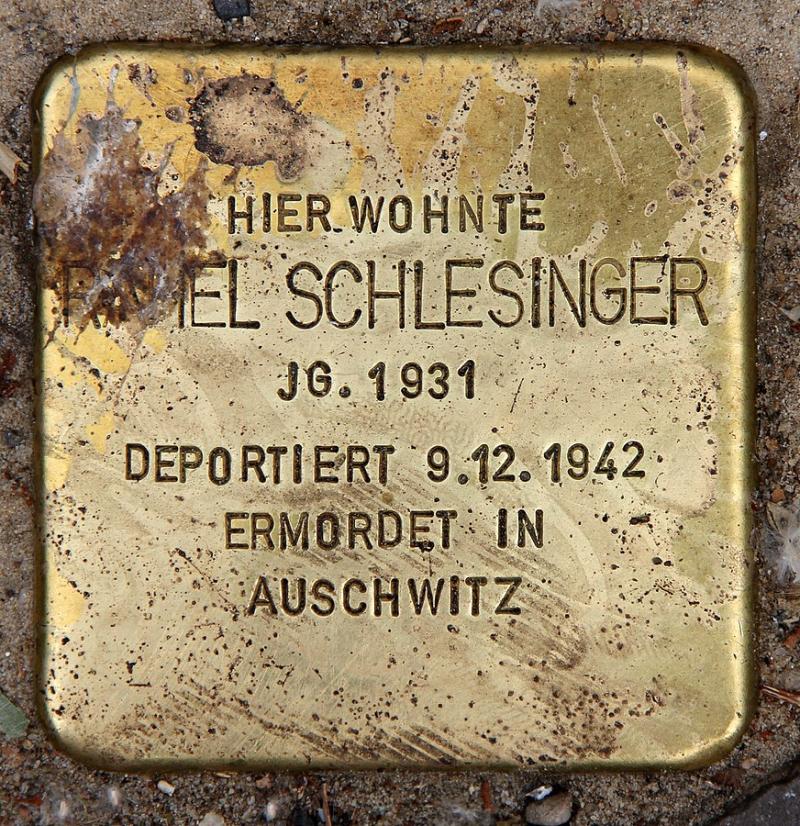 HIER WOHNTE
SCHLESINGER
JG. 1931
DEPORTIERT 9.12.1942
ERMORDET IN
AUSCHWITZ